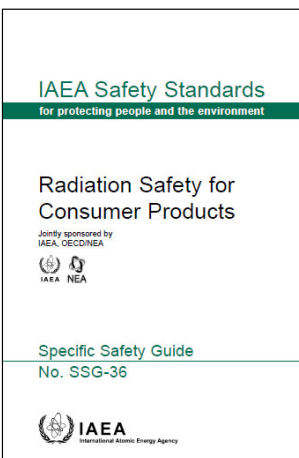 IAEA Safety Standards
for protecting people and the environment
Radiation Safety for
Consumer Products
Jointly sponsored by
IAEA, OECD/NEA
IAEA NEA
Specific Safety Guide
No. SSG-36
IAEA
International Atomic Energy Agency